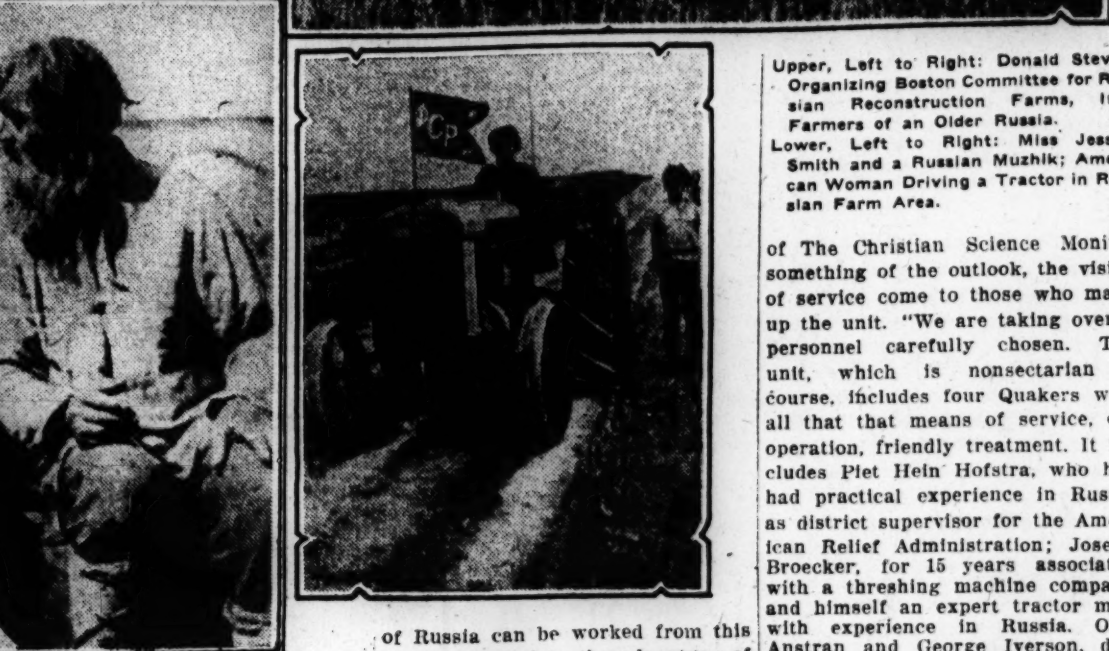 Upper, Left to Right: Donald Stev
Organizing Boston Committee for R
sian Reconstruction Farms, I
Farmers of an Older Russia.
Lower, Left to Right: Miss Jess
Smith and a Russian Muzhik; Ame
can Woman Driving a Tractor in R
sian Farm Area.
of The Christian Science Moni
something of the outlook, the visi
of service come to those who ma
up the unit. "We are taking over
personnel carefully chosen. T
unit, which is nonsectarian
course, includes four Quakers w
all that that means of service,
operation, friendly treatment. It
cludes Piet Hein Hofstra, who h
had practical experience in Rus
as district supervisor for the Am
ican Relief Administration; Jose
Broecker, for 15 years associat
with a threshing machine compa
and himself an expert tractor m
with experience in Russia. O
Anstran and George Iverson, d
of Russia can be worked from this